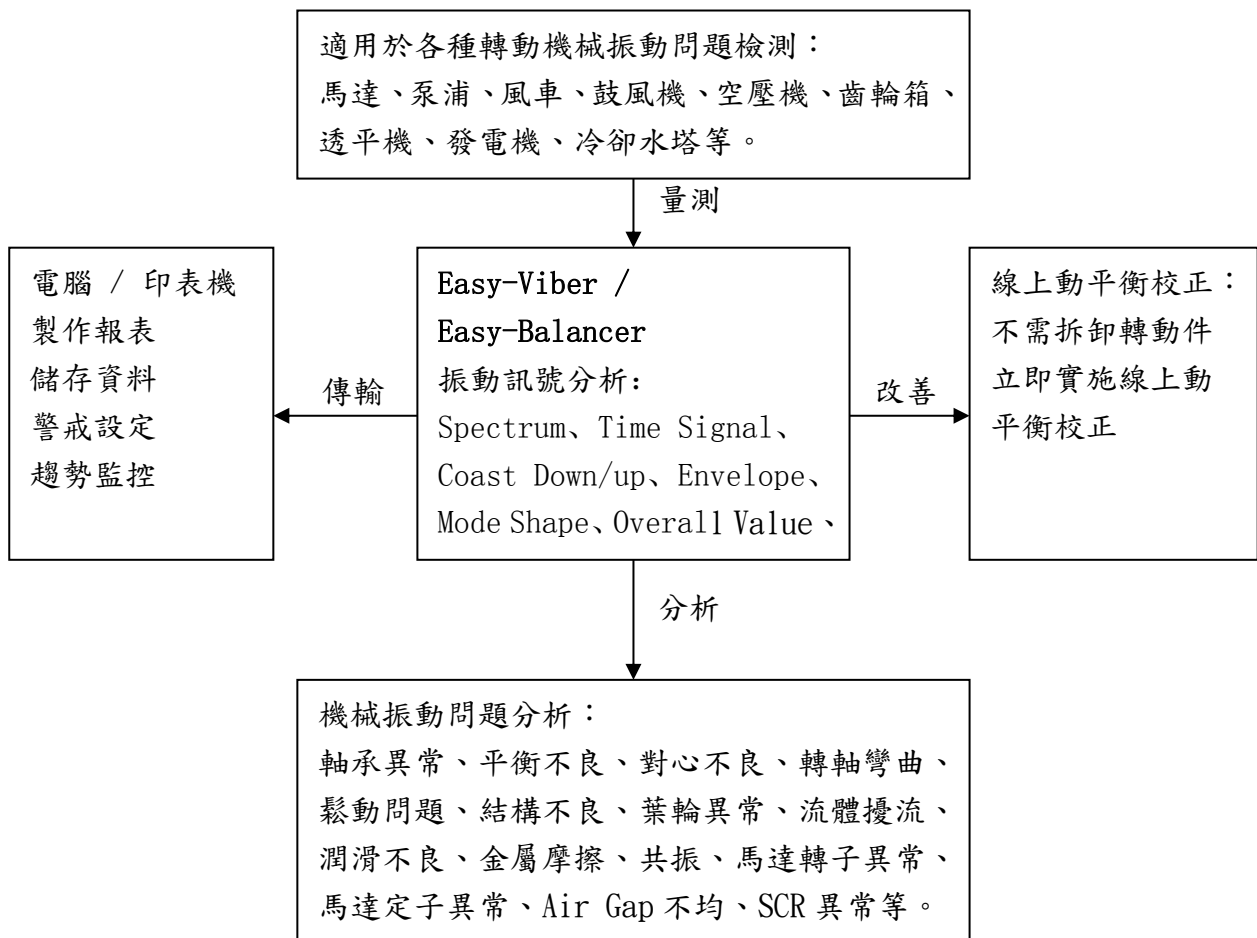 適用於各種轉動機械振動問題檢測：
馬達、泵浦、風車、鼓風機、空壓機、齒輪箱、
透平機、發電機、冷卻水塔等。
量測
電腦 / 印表機
製作報表
儲存資料
警戒設定
趨勢監控
傳輸
Easy-Viber /
Easy-Balancer
振動訊號分析:
Spectrum、Time Signal、
Coast Down/up、Envelope、
Mode Shape、Overall Value、
改善
線上動平衡校正：
不需拆卸轉動件
立即實施線上動
平衡校正
分析
機械振動問題分析：
軸承異常、平衡不良、對心不良、轉軸彎曲、
鬆動問題、結構不良、葉輪異常、流體擾流、
潤滑不良、金屬摩擦、共振、馬達轉子異常、
馬達定子異常、Air Gap 不均、SCR 異常等。